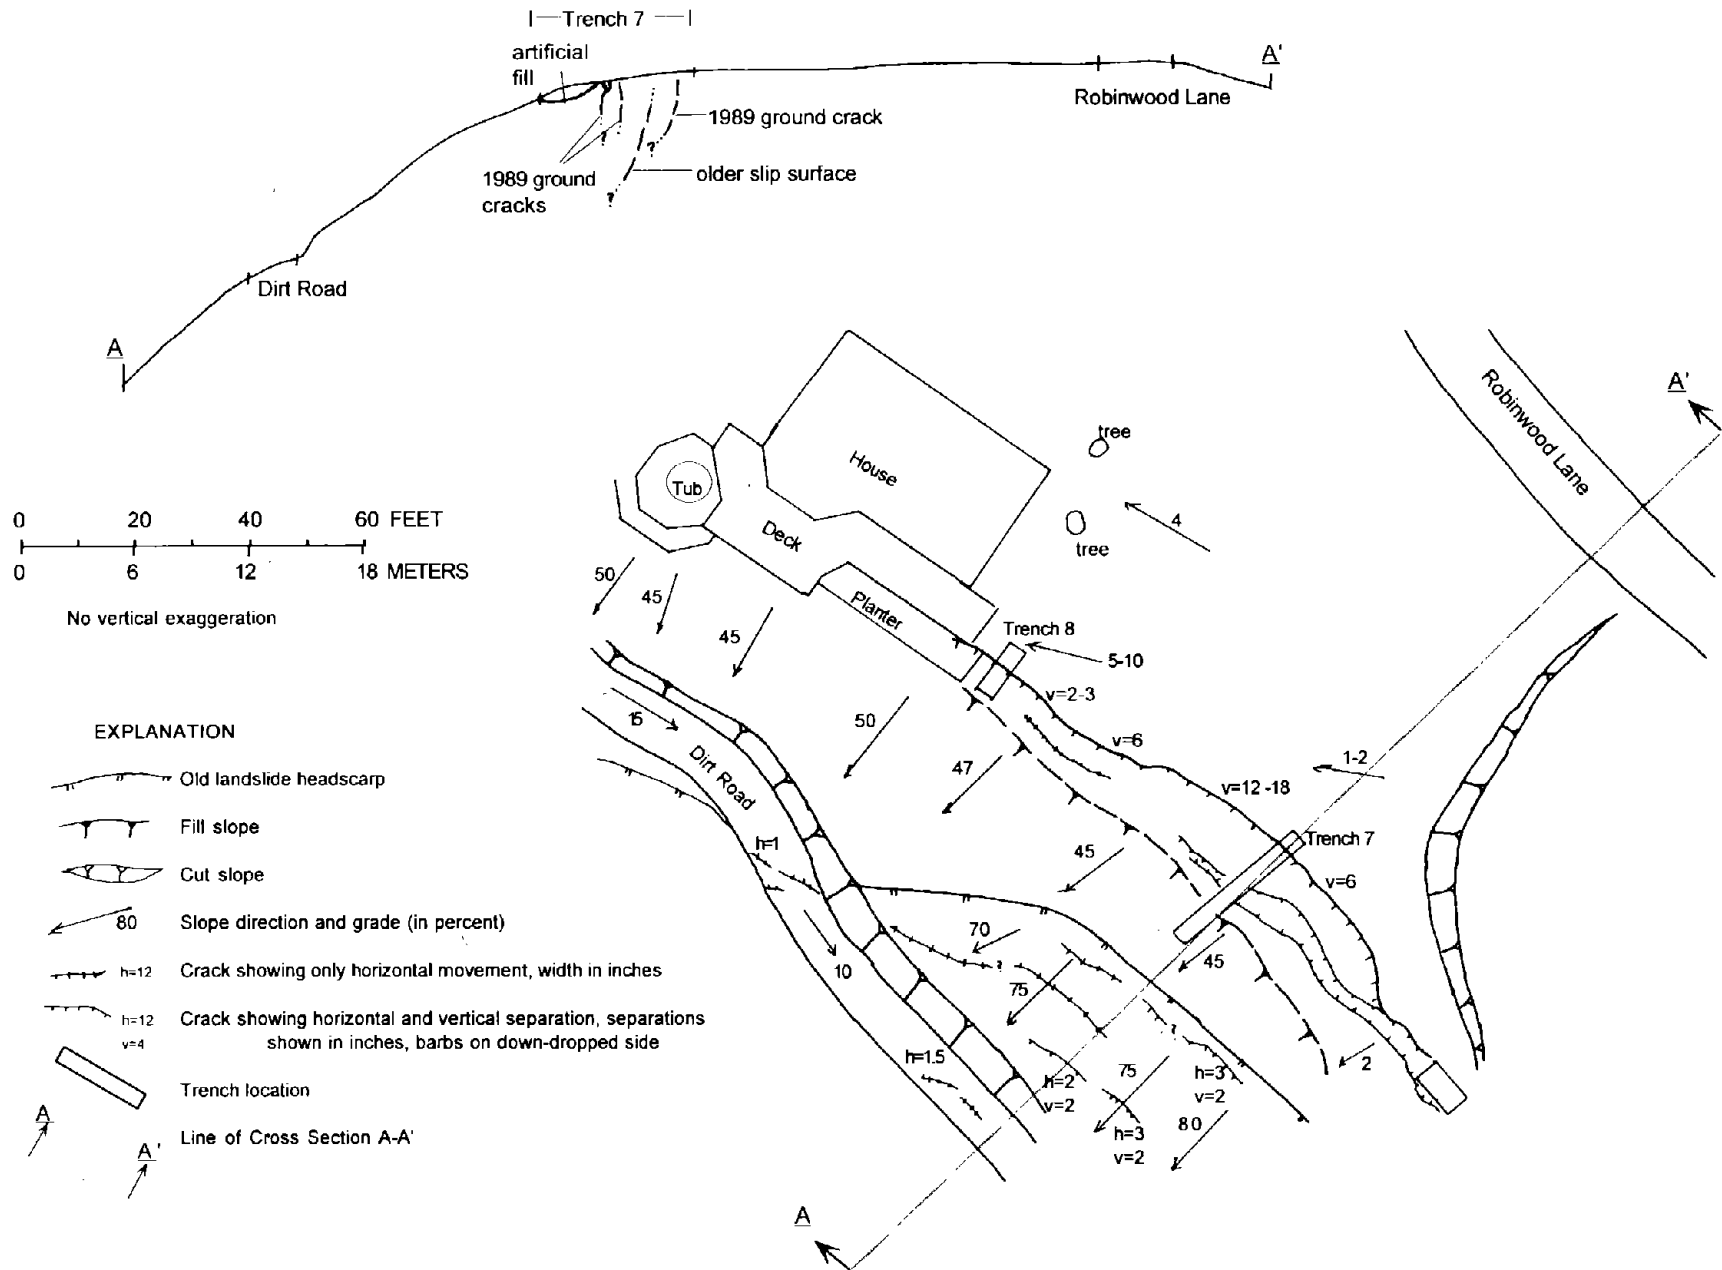 Trench 7
artificial
fill
A'
Robinwood Lane
1989 ground crack
?
?
1989 ground
cracks
older slip surface
?
Dirt Road
A
A'
Robinwood Lane
tree
House
Tub
4
Deck
tree
0 20 40 60 FEET
0 6 12 18 METERS
No vertical exaggeration
50
45
45
Planter
Trench 8
5-10
v=2-3
15
50
v=6
47
1-2
Dirt Road
v=12-18
Trench 7
h=1
45
v=6
70
?
10
75
45
?
h=1.5
h=2
v=2
75
h=3
v=2
2
h=3
v=2
80
A
EXPLANATION
Old landslide headscarp
Fill slope
Cut slope
80 Slope direction and grade (in percent)
h=12 Crack showing only horizontal movement, width in inches
h=12 Crack showing horizontal and vertical separation, separations
v=4 shown in inches, barbs on down-dropped side
Trench location
A
A' Line of Cross Section A-A'